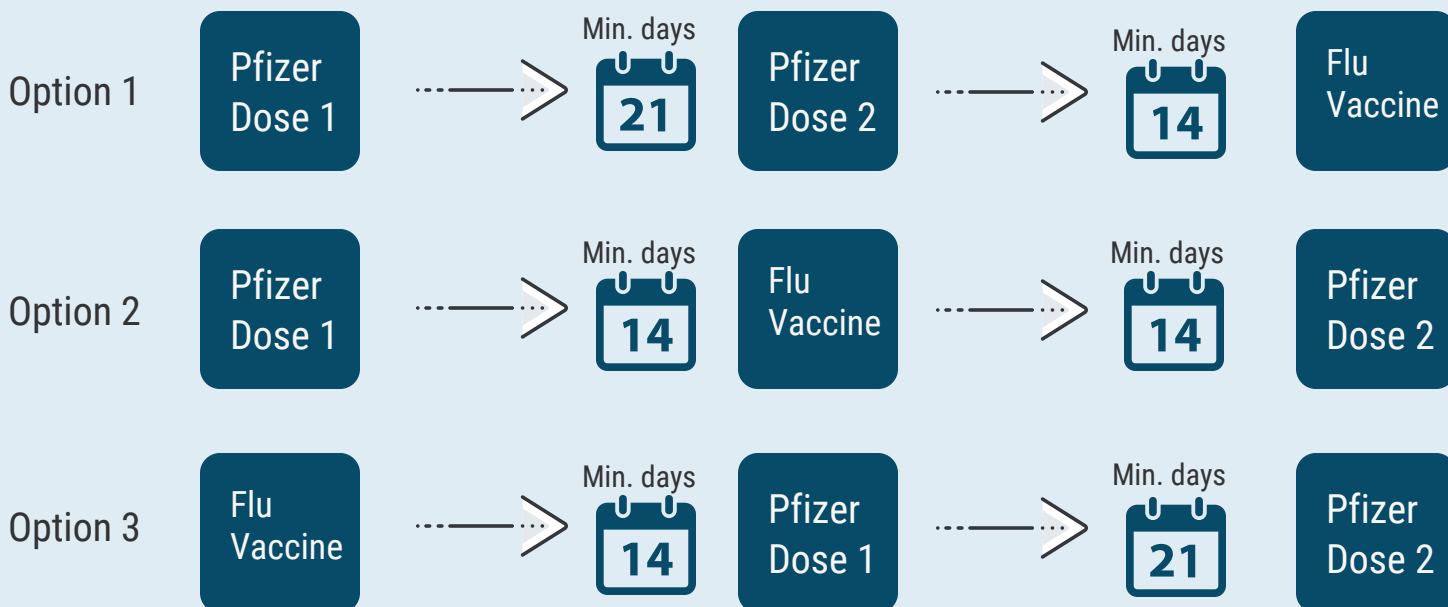 Option 1
Pfizer
Dose 1
Min. days
21
Pfizer
Dose 2
Min. days
14
Flu
Vaccine
Option 2
Pfizer
Dose 1
Min. days
14
Flu
Vaccine
Min. days
14
Pfizer
Dose 2
Option 3
Flu
Vaccine
Min. days
14
Pfizer
Dose 1
Min. days
21
Pfizer
Dose 2